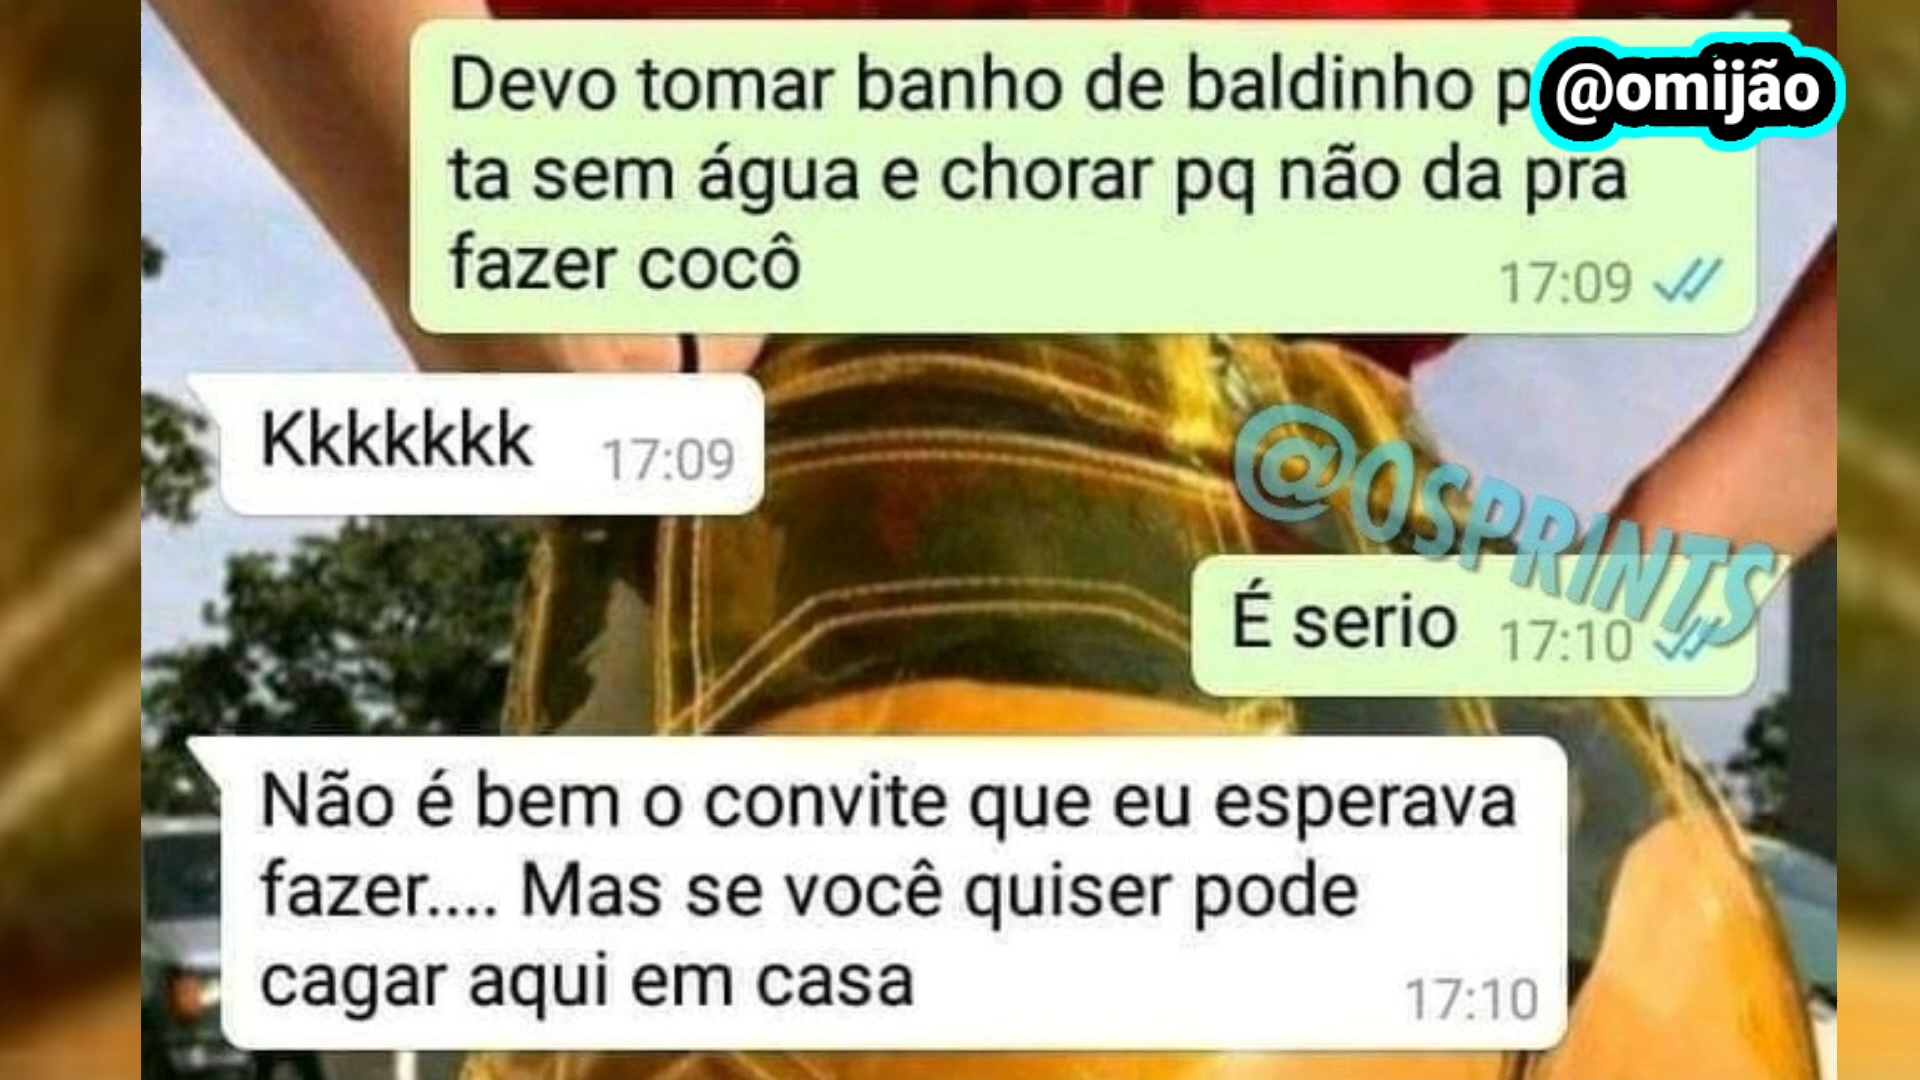 Devo tomar banho de baldinho
@omijão
ta sem água e chorar pq não da pra
fazer cocô
17:09
Kkkkkkk 17:09
@OSPRINTS
É serio 17:10
Não é bem o convite que eu esperava
fazer.... Mas se você quiser pode
cagar aqui em casa
17:10